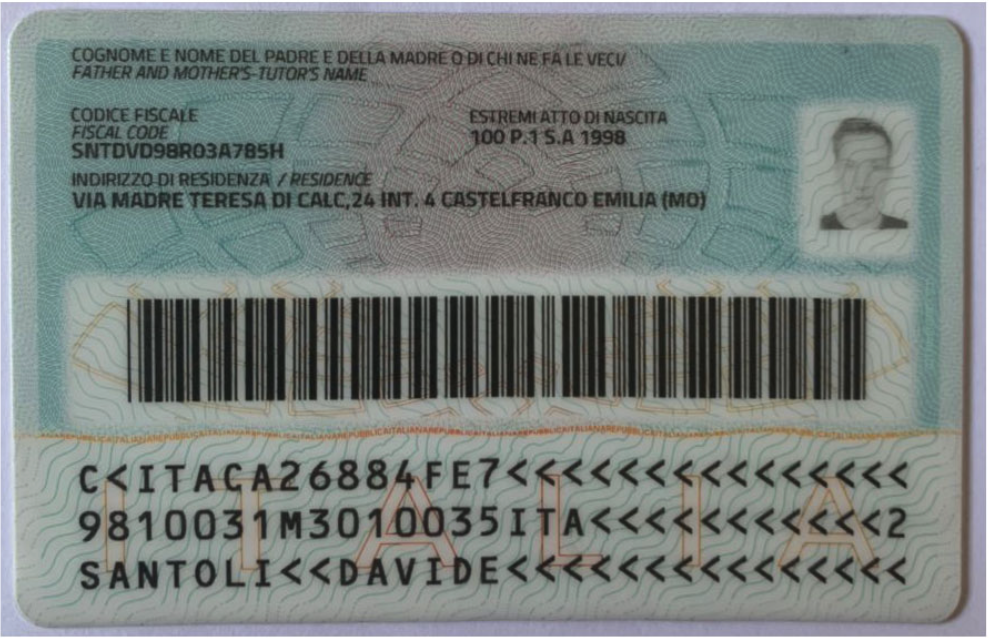 COGNOME E NOME DEL PADRE E DELLA MADRE O DI CHI NE FA LE VECI/
FATHER AND MOTHER'S-TUTOR'S NAME
CODICE FISCALE
FISCAL CODE
SNTDVD98R03A785H
ESTREMI ATTO DI NASCITA
100 P.1 S.A 1998
INDIRIZZO DI RESIDENZA / RESIDENCE
VIA MADRE TERESA DI CALC,24 INT. 4 CASTELFRANCO EMILIA (MO)
C<ITACA26884FE7<<<<<<<<<<<<<<<
9810031M3010035ITA<<<<<<<<<<<2
SANTOLI<<DAVIDE<<<<<<<<<<<<<<<
ITALIA